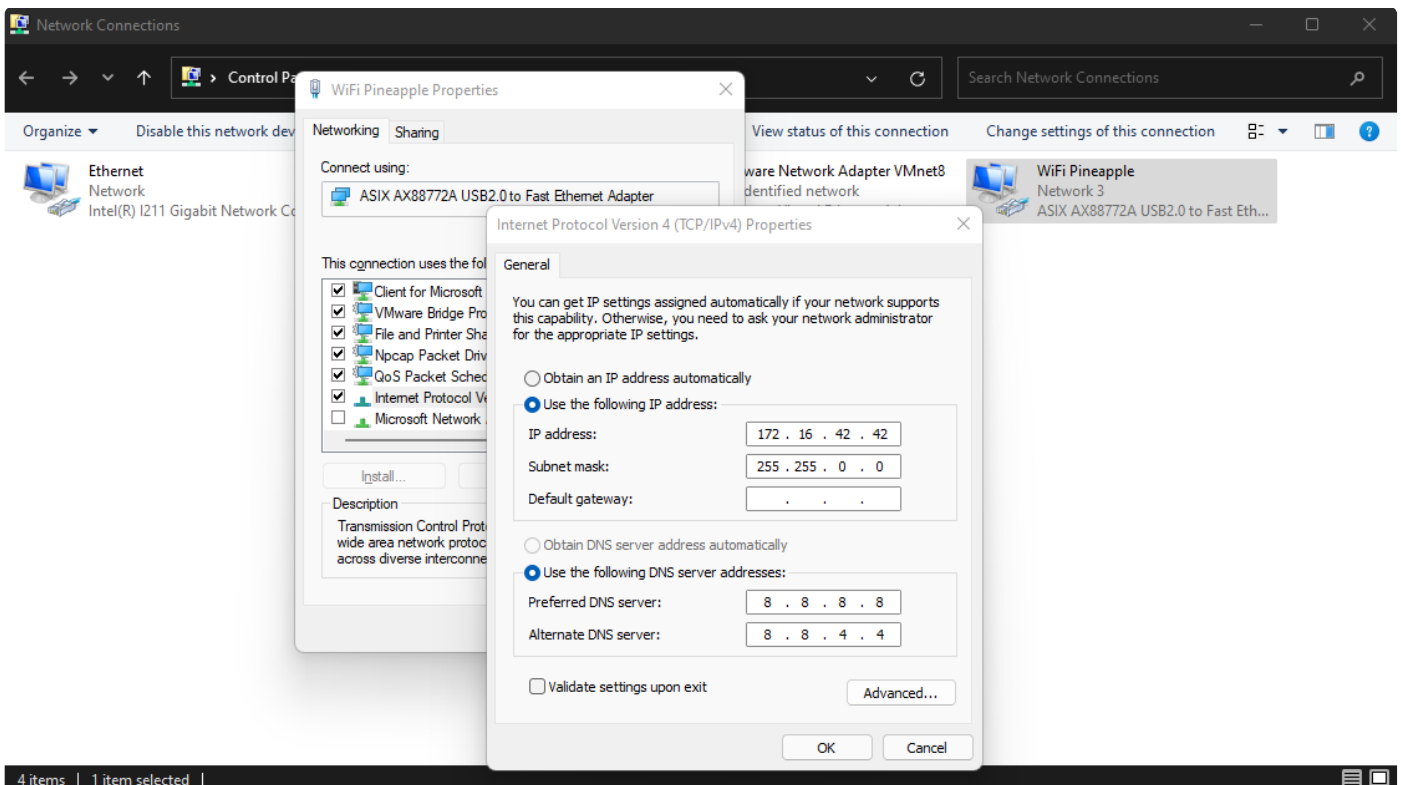 Network Connections
Control Pa
Search Network Connections
Organize
Disable this network dev
View status of this connection
Change settings of this connection
Ethernet
Network
Intel(R) I211 Gigabit Network Co
ware Network Adapter VMnet8
dentified network
WiFi Pineapple
Network 3
ASIX AX88772A USB2.0 to Fast Eth...
WiFi Pineapple Properties
Networking
Sharing
Connect using:
ASIX AX88772A USB2.0 to Fast Ethernet Adapter
This connection uses the fol
Client for Microsoft
VMware Bridge Pro
File and Printer Sha
Npcap Packet Driv
QoS Packet Sched
Internet Protocol Ve
Microsoft Network
Install...
Description
Transmission Control Prot
wide area network protoc
across diverse interconne
Internet Protocol Version 4 (TCP/IPv4) Properties
General
You can get IP settings assigned automatically if your network supports
this capability. Otherwise, you need to ask your network administrator
for the appropriate IP settings.
Obtain an IP address automatically
Use the following IP address:
IP address: 172 . 16 . 42 . 42
Subnet mask: 255 . 255 . 0 . 0
Default gateway: . . .
Obtain DNS server address automatically
Use the following DNS server addresses:
Preferred DNS server: 8 . 8 . 8 . 8
Alternate DNS server: 8 . 8 . 4 . 4
Validate settings upon exit
Advanced...
OK
Cancel
4 items
1 item selected